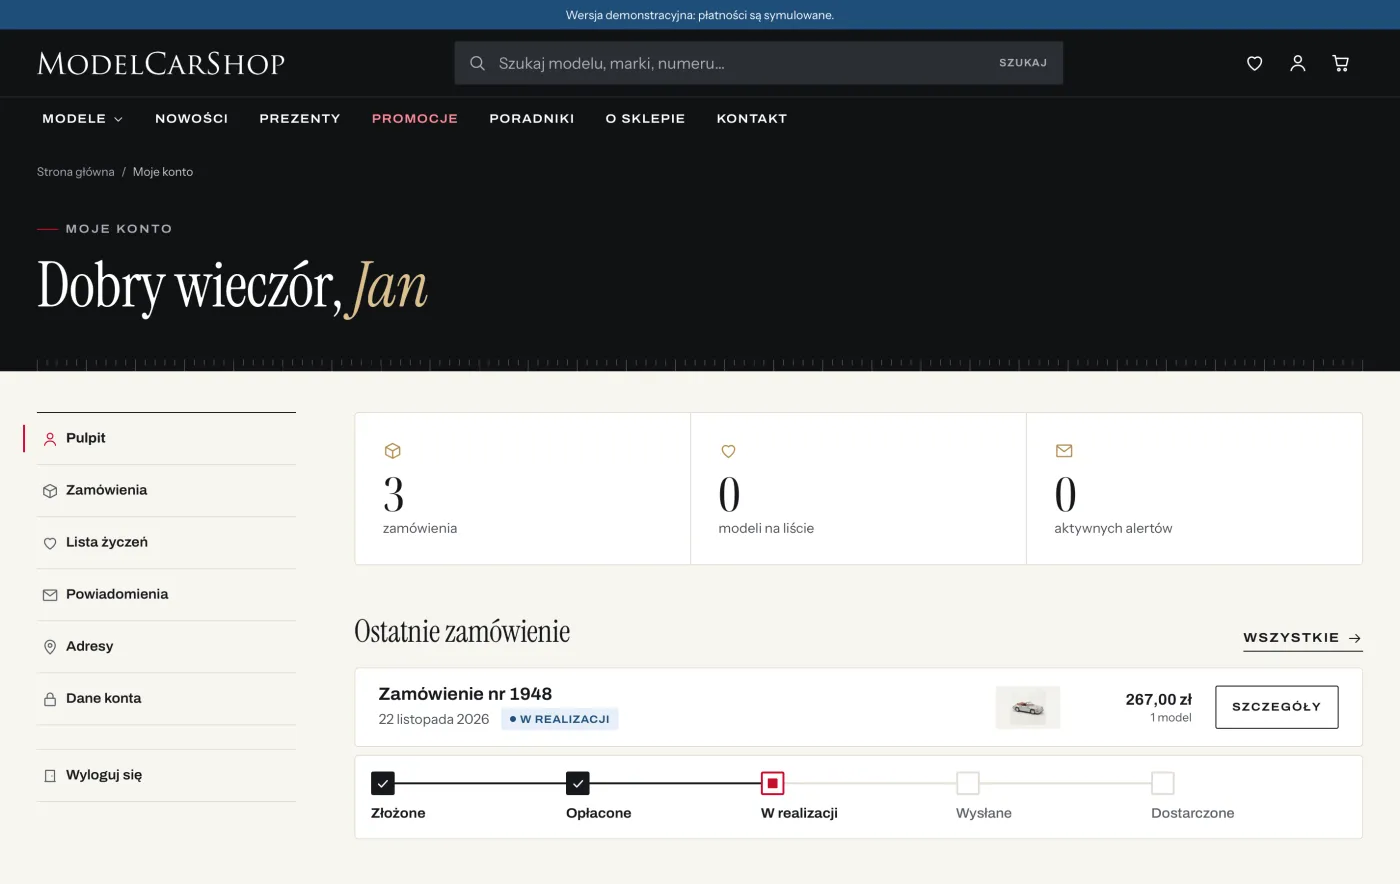 Wersja demonstracyjna: płatności są symulowane.
MODELCARSHOP
Szukaj modelu, marki, numeru...
SZUKAJ
MODELE
NOWOŚCI
PREZENTY
PROMOCJE
PORADNIKI
O SKLEPIE
KONTAKT
Strona główna / Moje konto
MOJE KONTO
Dobry wieczór, Jan
Pulpit
Zamówienia
Lista życzeń
Powiadomienia
Adresy
Dane konta
Wyloguj się
3
zamówienia
0
modeli na liście
0
aktywnych alertów
Ostatnie zamówienie
WSZYSTKIE →
Zamówienie nr 1948
22 listopada 2026
W REALIZACJI
267,00 zł
1 model
SZCZEGÓŁY
Złożone
Opłacone
W realizacji
Wysłane
Dostarczone